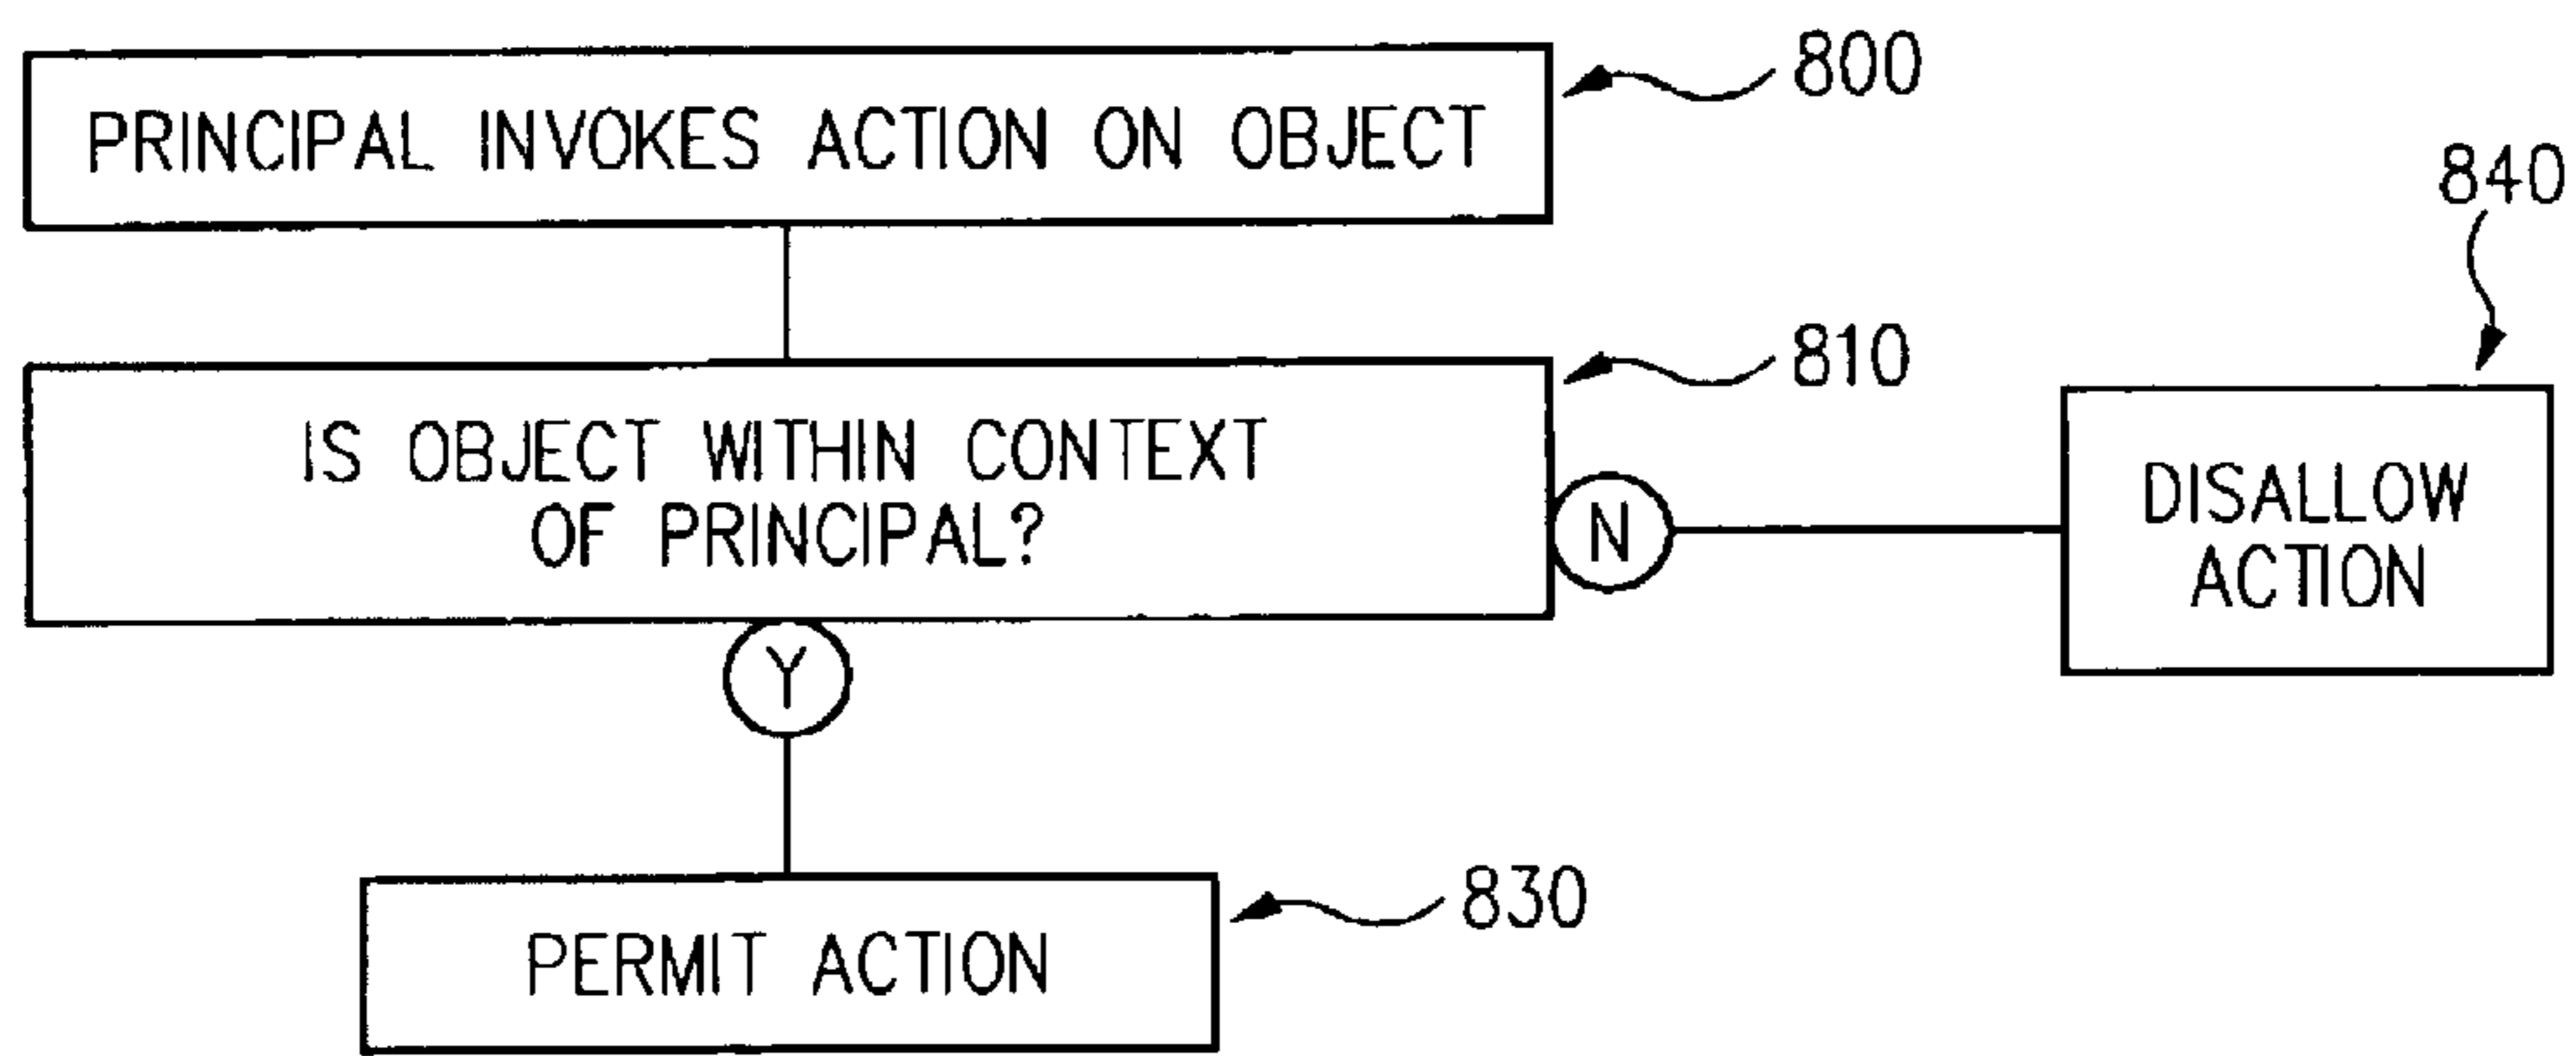 PRINCIPAL INVOKES ACTION ON OBJECT
800
IS OBJECT WITHIN CONTEXT
OF PRINCIPAL?
810
N
840
DISALLOW
ACTION
Y
PERMIT ACTION
830